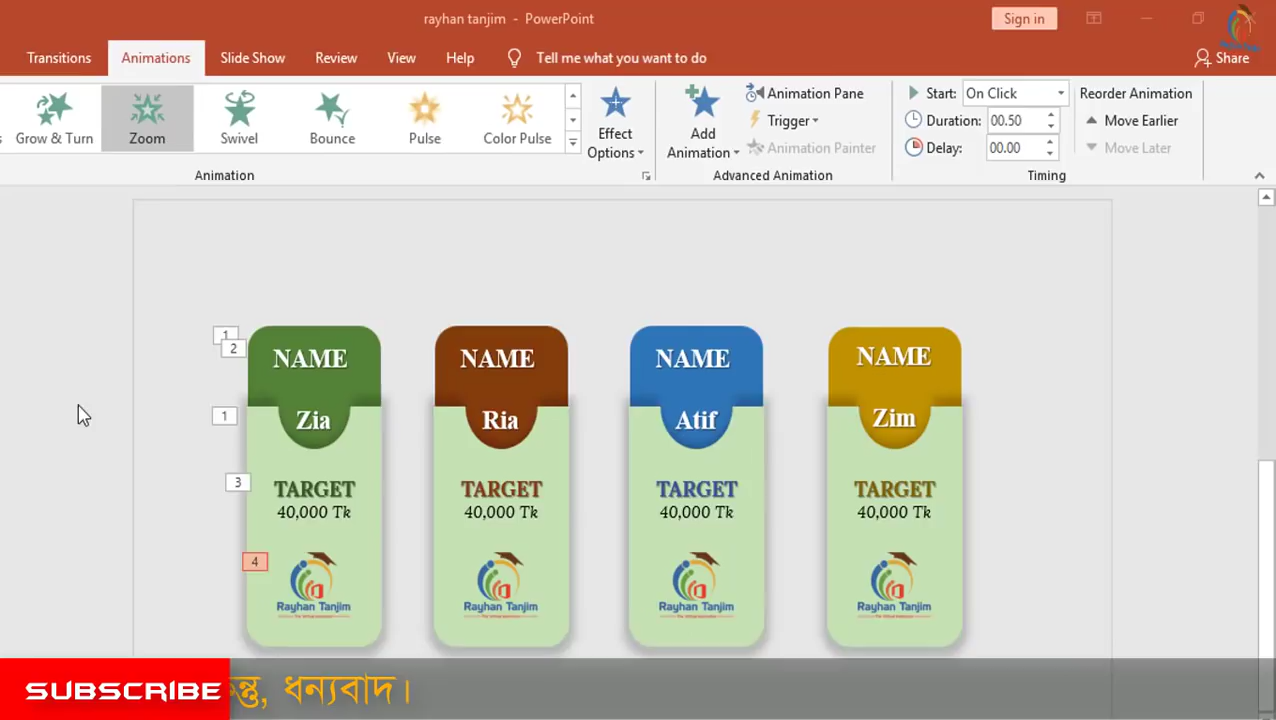 rayhan tanjim - PowerPoint
Sign in
Transitions Animations Slide Show Review View Help Tell me what you want to do Share
Grow & Turn Zoom Swivel Bounce Pulse Color Pulse
Effect Options
Add Animation
Animation Pane
Trigger
Animation Painter
Start: On Click
Duration: 00.50
Delay: 00.00
Reorder Animation
Move Earlier
Move Later
Animation Advanced Animation Timing
1
2
NAME NAME NAME NAME
1
Zia Ria Atif Zim
3
TARGET TARGET TARGET TARGET
40,000 Tk 40,000 Tk 40,000 Tk 40,000 Tk
4
Rayhan Tanjim Rayhan Tanjim Rayhan Tanjim Rayhan Tanjim
SUBSCRIBE ধন্যবাদ।